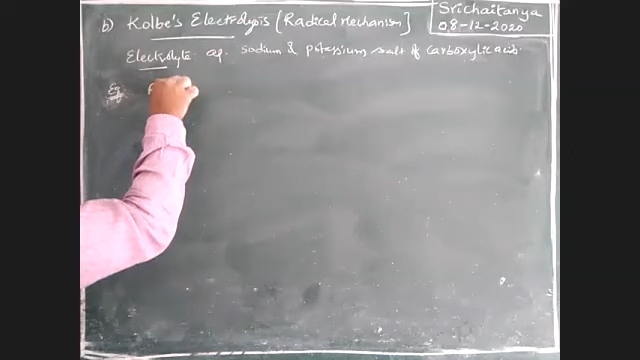 b) Kolbe's Electrolysis [Radical Mechanism]
Srichaitanya
08-12-2020
Electrolyte: aq. sodium & potassium salt of carboxylic acid.
Eg